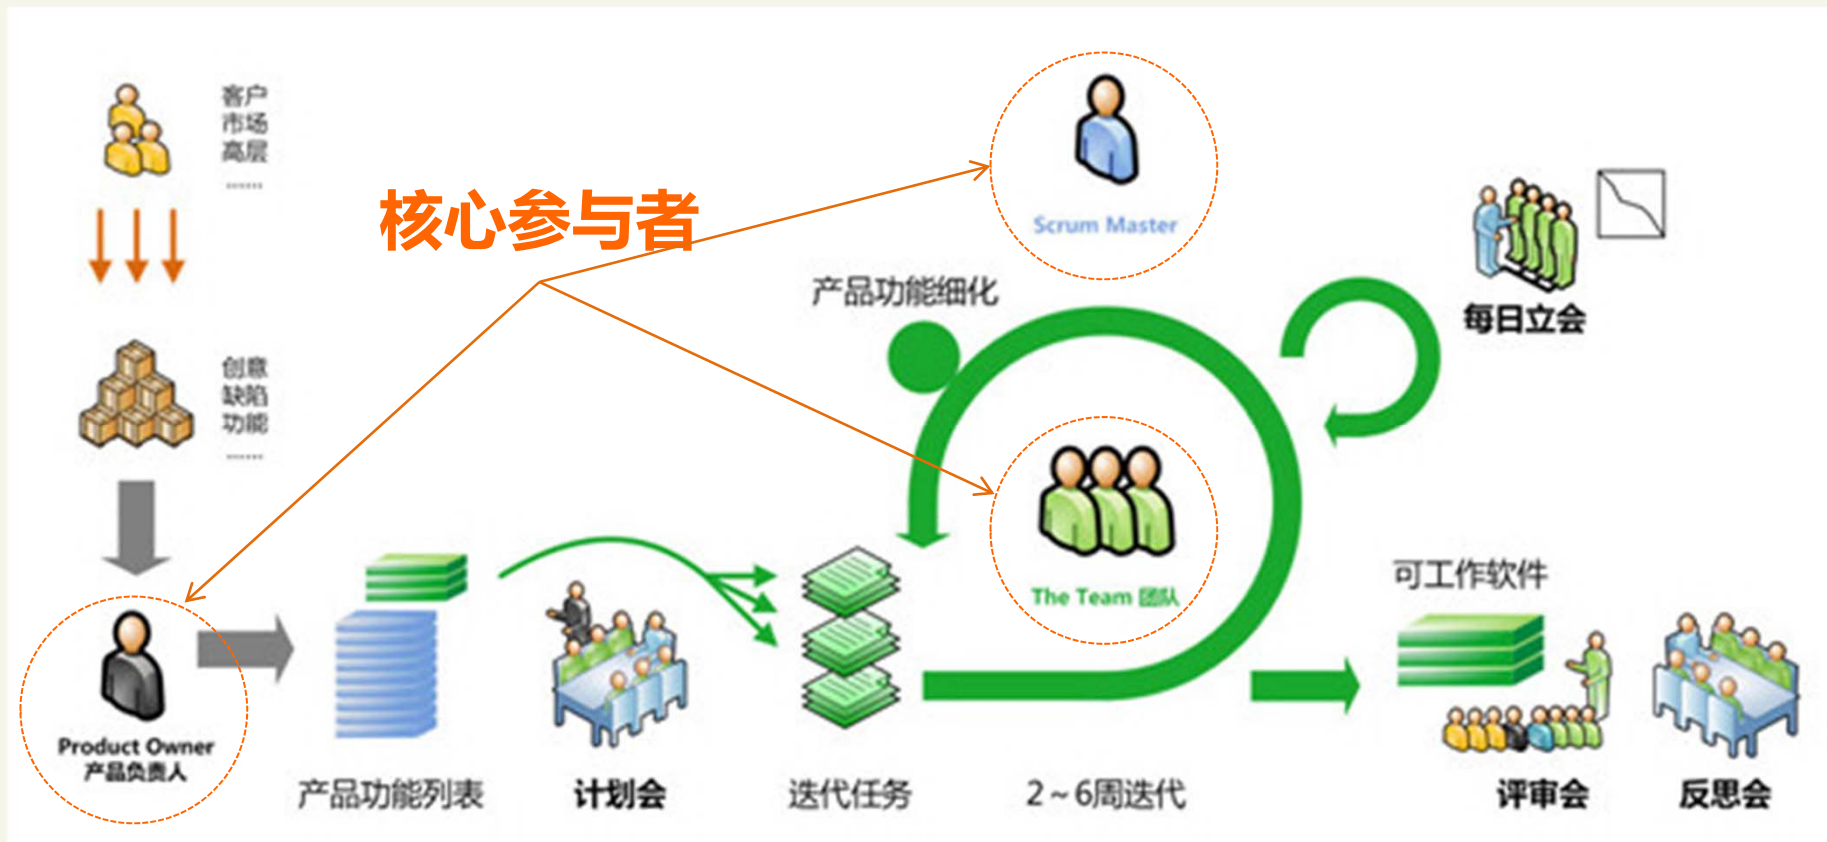 客户
市场
高层
......
核心参与者
Scrum Master
产品功能细化
每日立会
创意
缺陷
功能
......
The Team 团队
可工作软件
Product Owner
产品负责人
产品功能列表
计划会
迭代任务
2～6周迭代
评审会
反思会